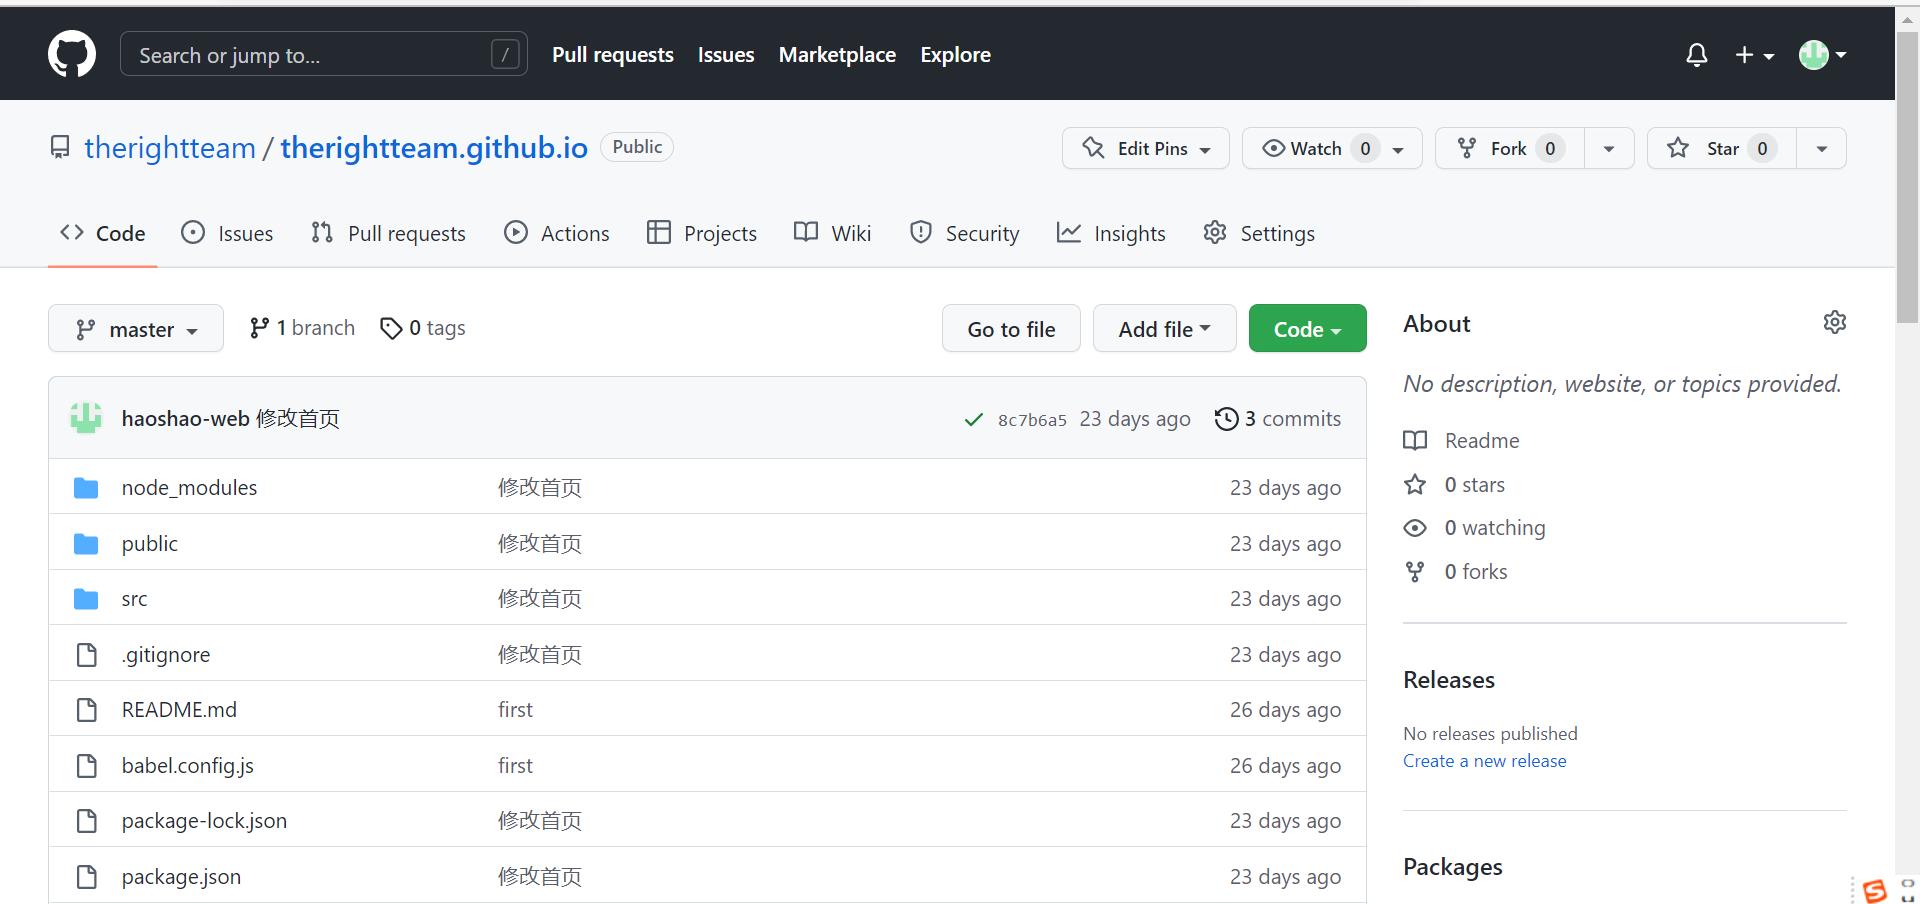 Search or jump to... /
Pull requests Issues Marketplace Explore
therightteam / therightteam.github.io Public
Edit Pins Watch 0 Fork 0 Star 0
Code Issues Pull requests Actions Projects Wiki Security Insights Settings
master 1 branch 0 tags
Go to file Add file Code
haoshao-web 修改首页 8c7b6a5 23 days ago 3 commits
node_modules 修改首页 23 days ago
public 修改首页 23 days ago
src 修改首页 23 days ago
.gitignore 修改首页 23 days ago
README.md first 26 days ago
babel.config.js first 26 days ago
package-lock.json 修改首页 23 days ago
package.json 修改首页 23 days ago
About
No description, website, or topics provided.
Readme
0 stars
0 watching
0 forks
Releases
No releases published
Create a new release
Packages